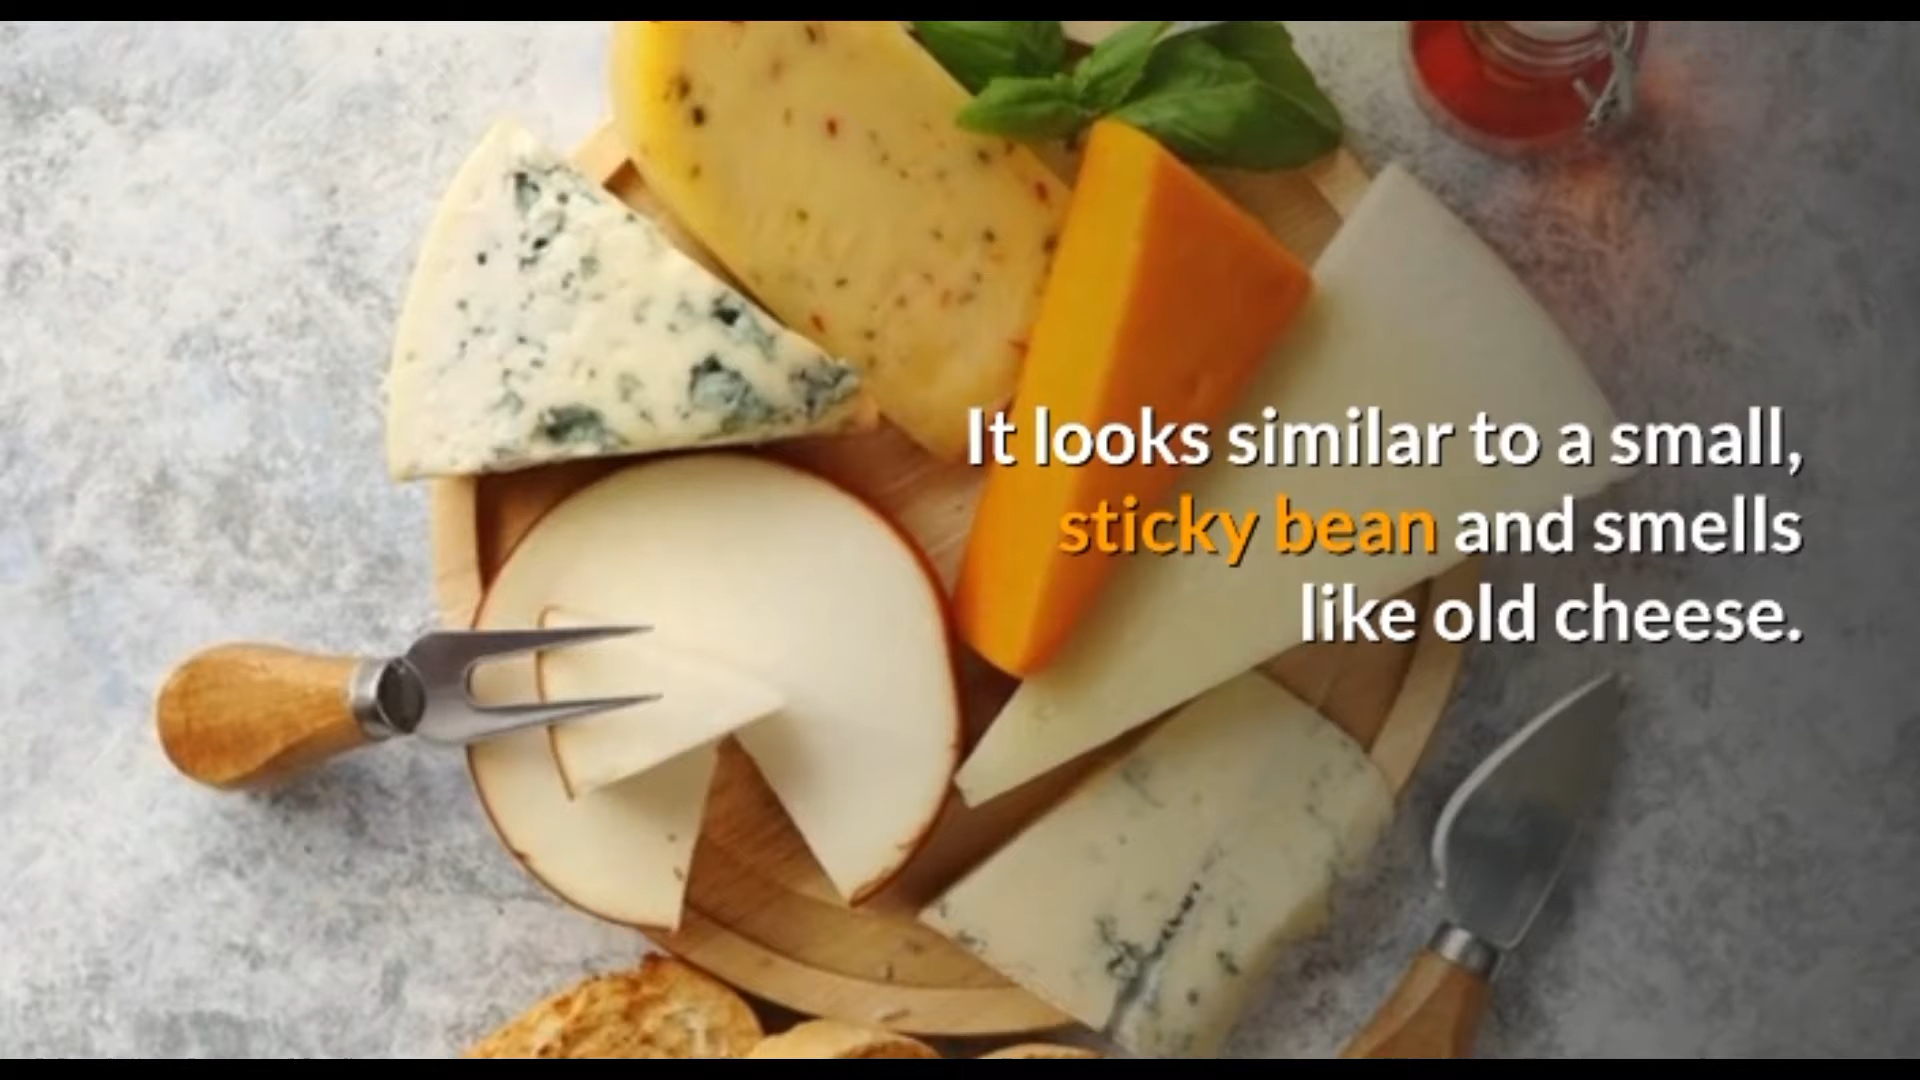 It looks similar to a small,
sticky bean and smells
like old cheese.